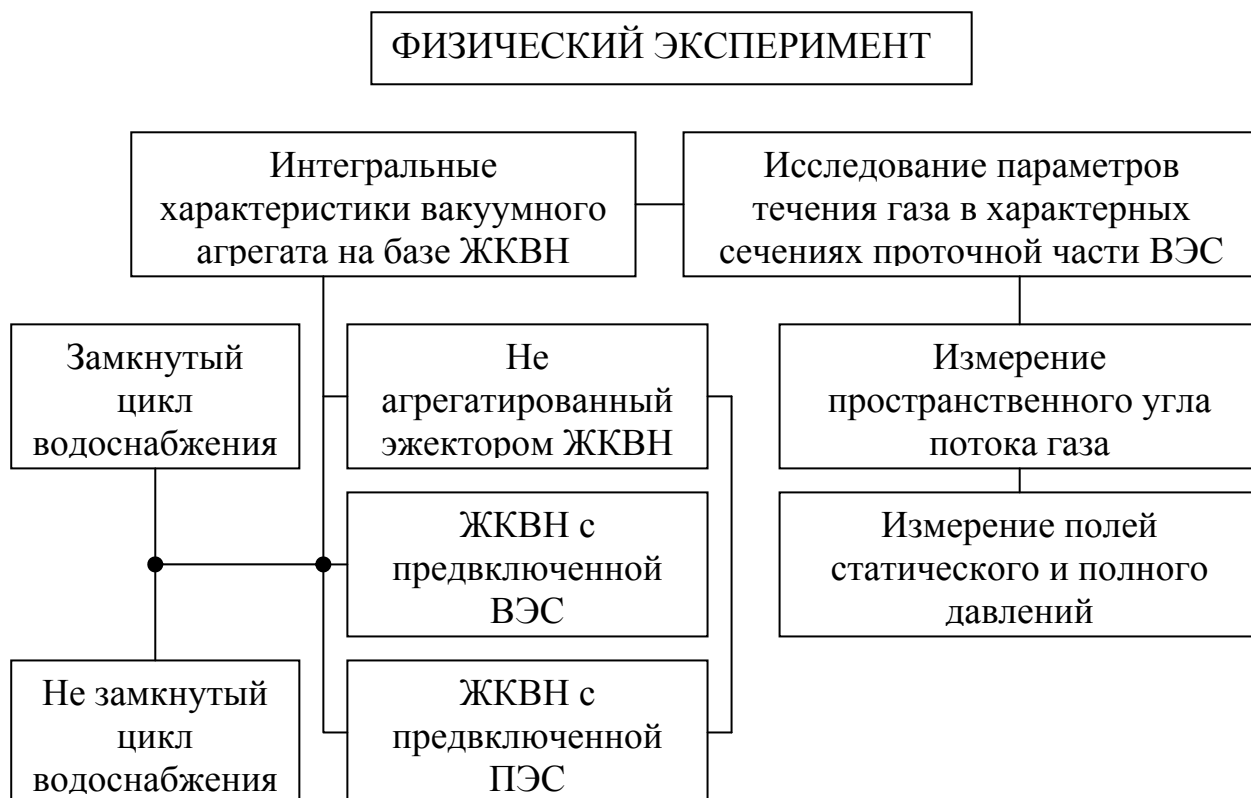 ФИЗИЧЕСКИЙ ЭКСПЕРИМЕНТ
Интегральные
характеристики вакуумного
агрегата на базе ЖКВН
Исследование параметров
течения газа в характерных
сечениях проточной части ВЭС
Замкнутый
цикл
водоснабжения
Не
агрегатированный
эжектором ЖКВН
Измерение
пространственного угла
потока газа
ЖКВН с
предвключенной
ВЭС
Измерение полей
статического и полного
давлений
Не замкнутый
цикл
водоснабжения
ЖКВН с
предвключенной
ПЭС